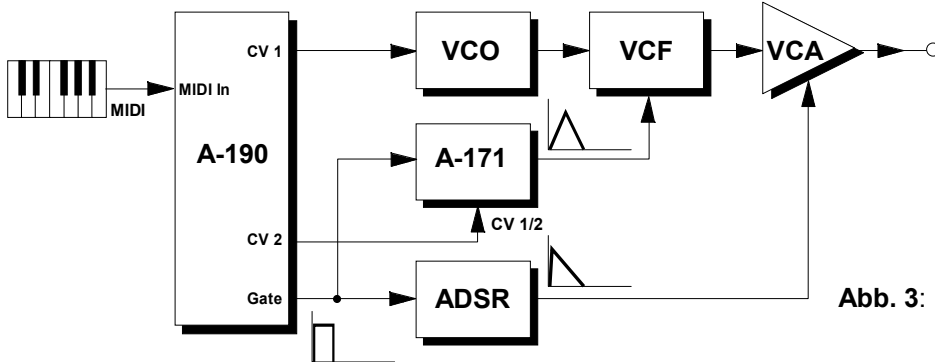 CV 1
VCO
VCF
VCA
MIDI In
MIDI
A-190
A-171
CV 1/2
CV 2
Gate
ADSR
Abb. 3: